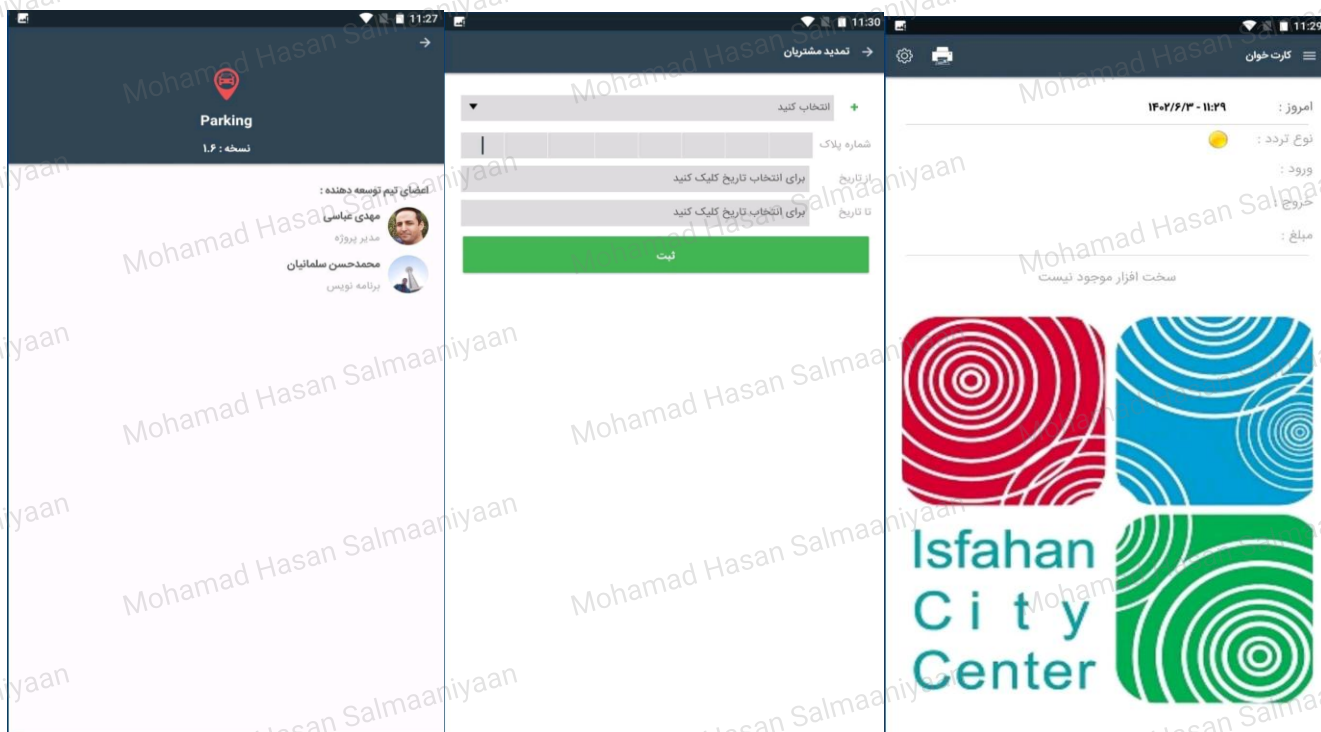 11:27
Parking
نسخه : ۱.۶
اعضای تیم توسعه دهنده :
مهدی عباسی
مدیر پروژه
محمدحسن سلمانیان
برنامه نویس
11:30
تمدید مشتریان
انتخاب کنید
شماره پلاک
از تاریخ
برای انتخاب تاریخ کلیک کنید
تا تاریخ
برای انتخاب تاریخ کلیک کنید
ثبت
11:29
کارت خوان
امروز : ۱۴۰۲/۶/۳ - ۱۱:۲۹
نوع تردد :
ورود :
خروج :
مبلغ :
سخت افزار موجود نیست
Isfahan
City
Center
Mohamad Hasan Salmaaniyaan